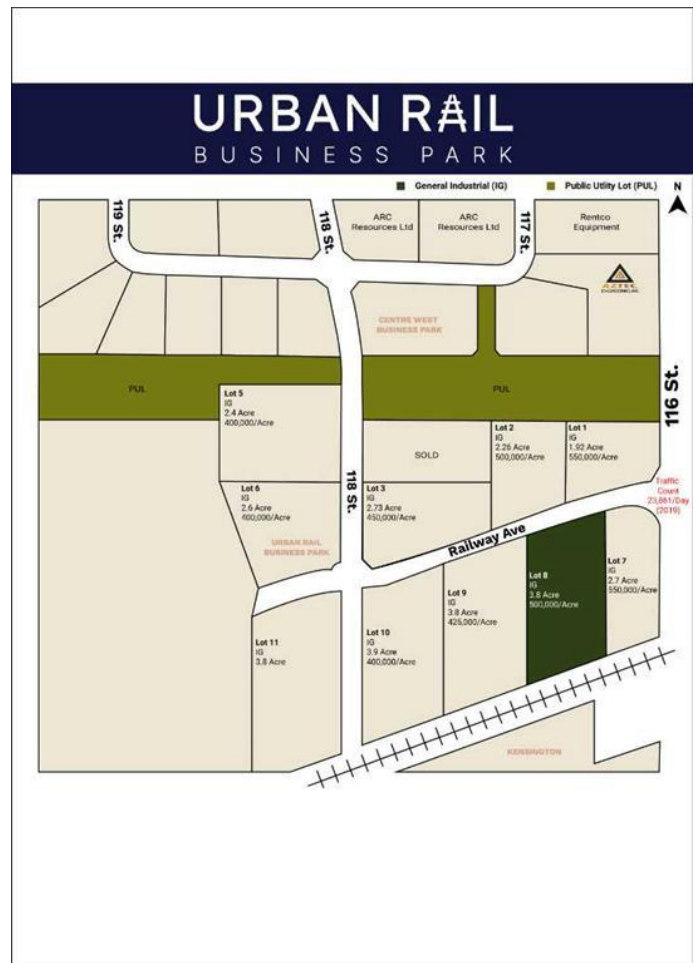 URBAN RAIL
BUSINESS PARK
General Industrial (IG)
Public Utlity Lot (PUL)
N
119 St.
118 St.
ARC
Resources Ltd
ARC
Resources Ltd
117 St.
Rentco
Equipment
AZTEC
ENGINEERING INC.
CENTRE WEST
BUSINESS PARK
PUL
PUL
116 St.
Lot 5
IG
2.4 Acre
400,000/Acre
SOLD
Lot 2
IG
2.26 Acre
500,000/Acre
Lot 1
IG
1.92 Acre
550,000/Acre
118 St.
Lot 6
IG
2.6 Acre
400,000/Acre
Lot 3
IG
2.73 Acre
450,000/Acre
Traffic
Count
23,861/Day
(2019)
URBAN RAIL
BUSINESS PARK
Railway Ave
Lot 7
IG
2.7 Acre
550,000/Acre
Lot 8
IG
3.8 Acre
500,000/Acre
Lot 9
IG
3.8 Acre
425,000/Acre
Lot 11
IG
3.8 Acre
Lot 10
IG
3.9 Acre
400,000/Acre
KENSINGTON